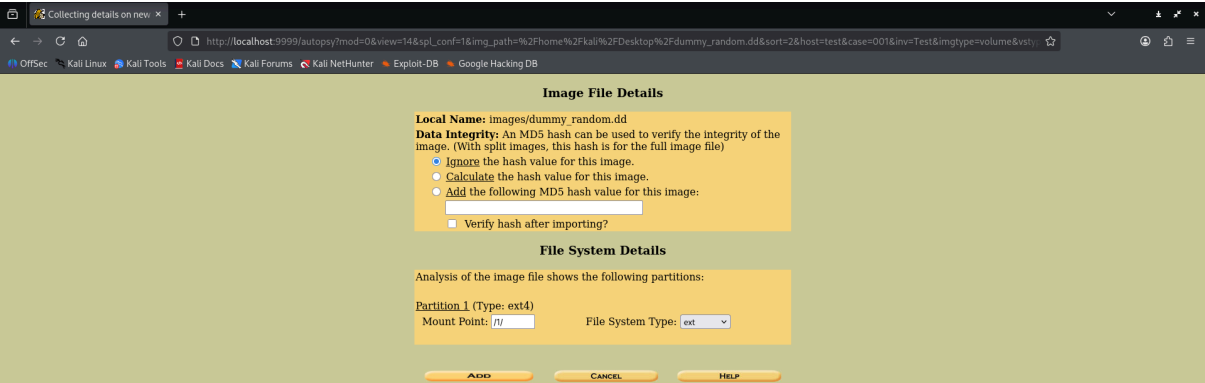 Collecting details on new
http://localhost:9999/autopsy?mod=0&view=14&spl_conf=1&img_path=%2Fhome%2Fkali%2FDesktop%2Fdummy_random.dd&sort=2&host=test&case=001&inv=Test&imgtype=volume&vstyp
OffSec Kali Linux Kali Tools Kali Docs Kali Forums Kali NetHunter Exploit-DB Google Hacking DB
Image File Details
Local Name: images/dummy_random.dd
Data Integrity: An MD5 hash can be used to verify the integrity of the
image. (With split images, this hash is for the full image file)
Ignore the hash value for this image.
Calculate the hash value for this image.
Add the following MD5 hash value for this image:
Verify hash after importing?
File System Details
Analysis of the image file shows the following partitions:
Partition 1 (Type: ext4)
Mount Point: /1/ File System Type: ext
ADD CANCEL HELP